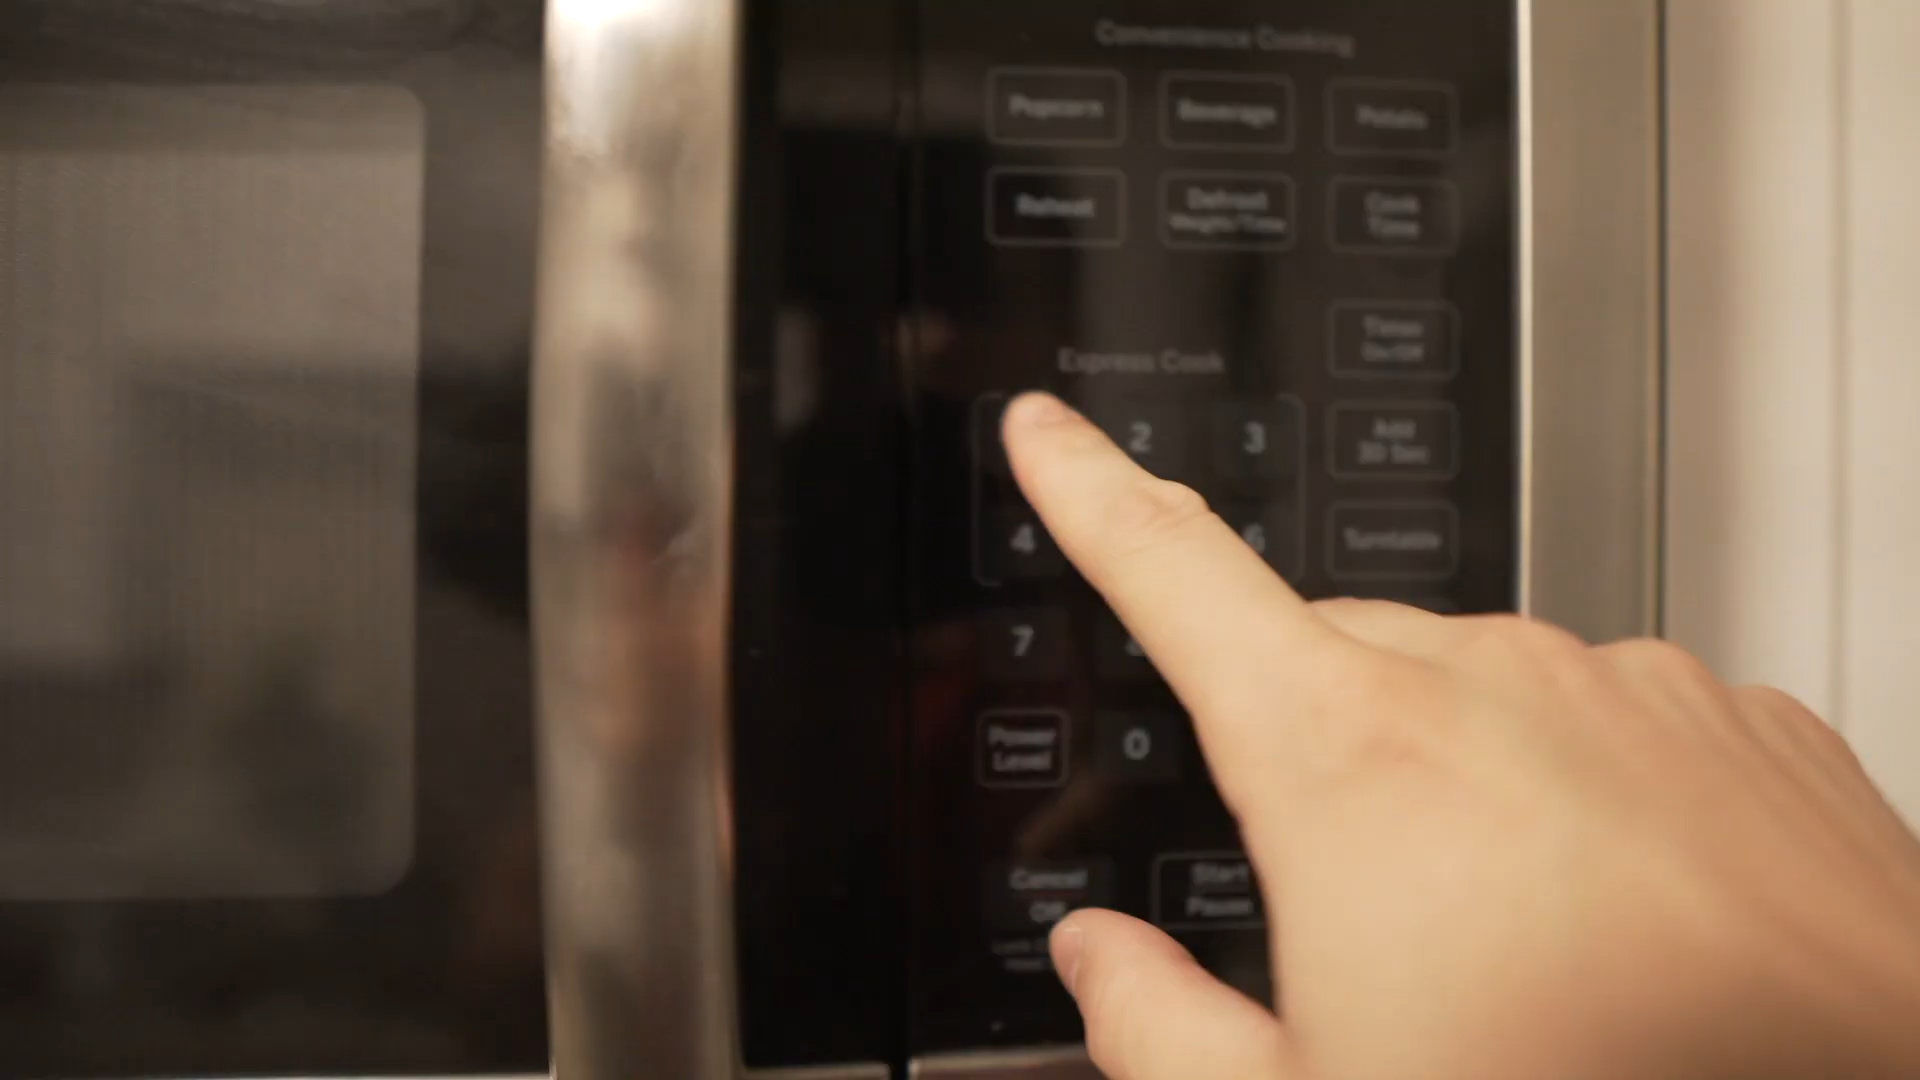 Convenience Cooking
Popcorn Beverage Potato
Reheat Defrost Cook
Weight/Time Time
Timer
On/Off
Express Cook
2 3 Add
30 Sec
4 6 Turntable
7
Power
Level 0
Cancel Start
Off Pause